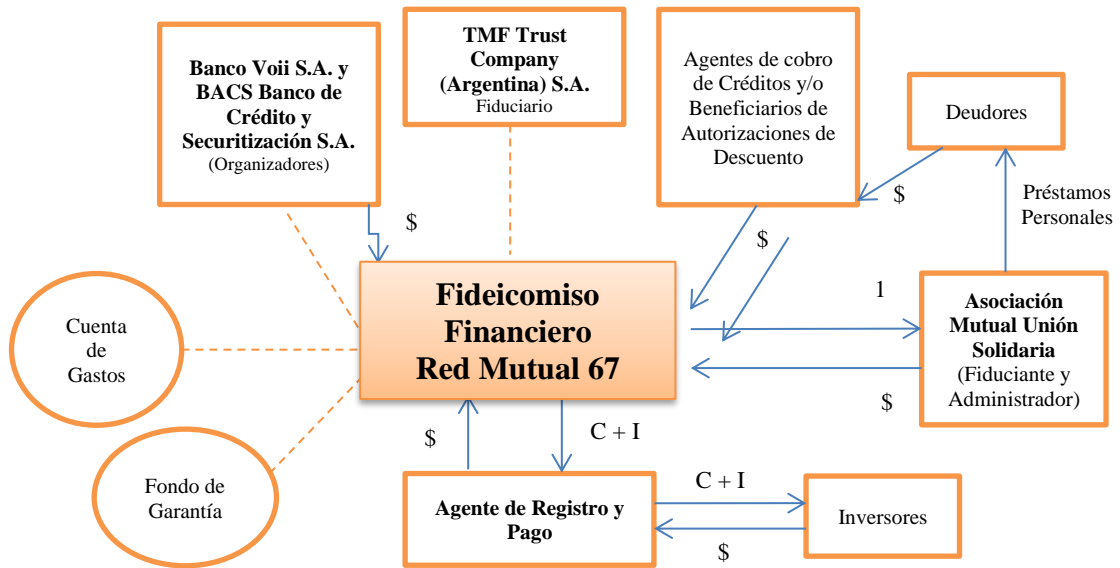 Banco Voii S.A. y
BACS Banco de
Crédito y
Securitización S.A.
(Organizadores)
TMF Trust
Company
(Argentina) S.A.
Fiduciario
Agentes de cobro
de Créditos y/o
Beneficiarios de
Autorizaciones de
Descuento
Deudores
$
Préstamos
Personales
$
$
Cuenta
de
Gastos
Fideicomiso
Financiero
Red Mutual 67
1
$
Asociación
Mutual Unión
Solidaria
(Fiduciante y
Administrador)
Fondo de
Garantía
$
C + I
Agente de Registro y
Pago
C + I
$
Inversores